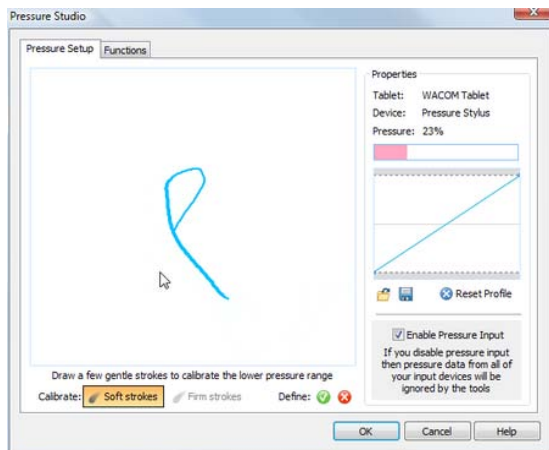 Pressure Studio
Pressure Setup
Functions
Draw a few gentle strokes to calibrate the lower pressure range
Calibrate: Soft strokes Firm strokes Define:
Properties
Tablet: WACOM Tablet
Device: Pressure Stylus
Pressure: 23%
Reset Profile
Enable Pressure Input
If you disable pressure input
then pressure data from all of
your input devices will be
ignored by the tools
OK Cancel Help